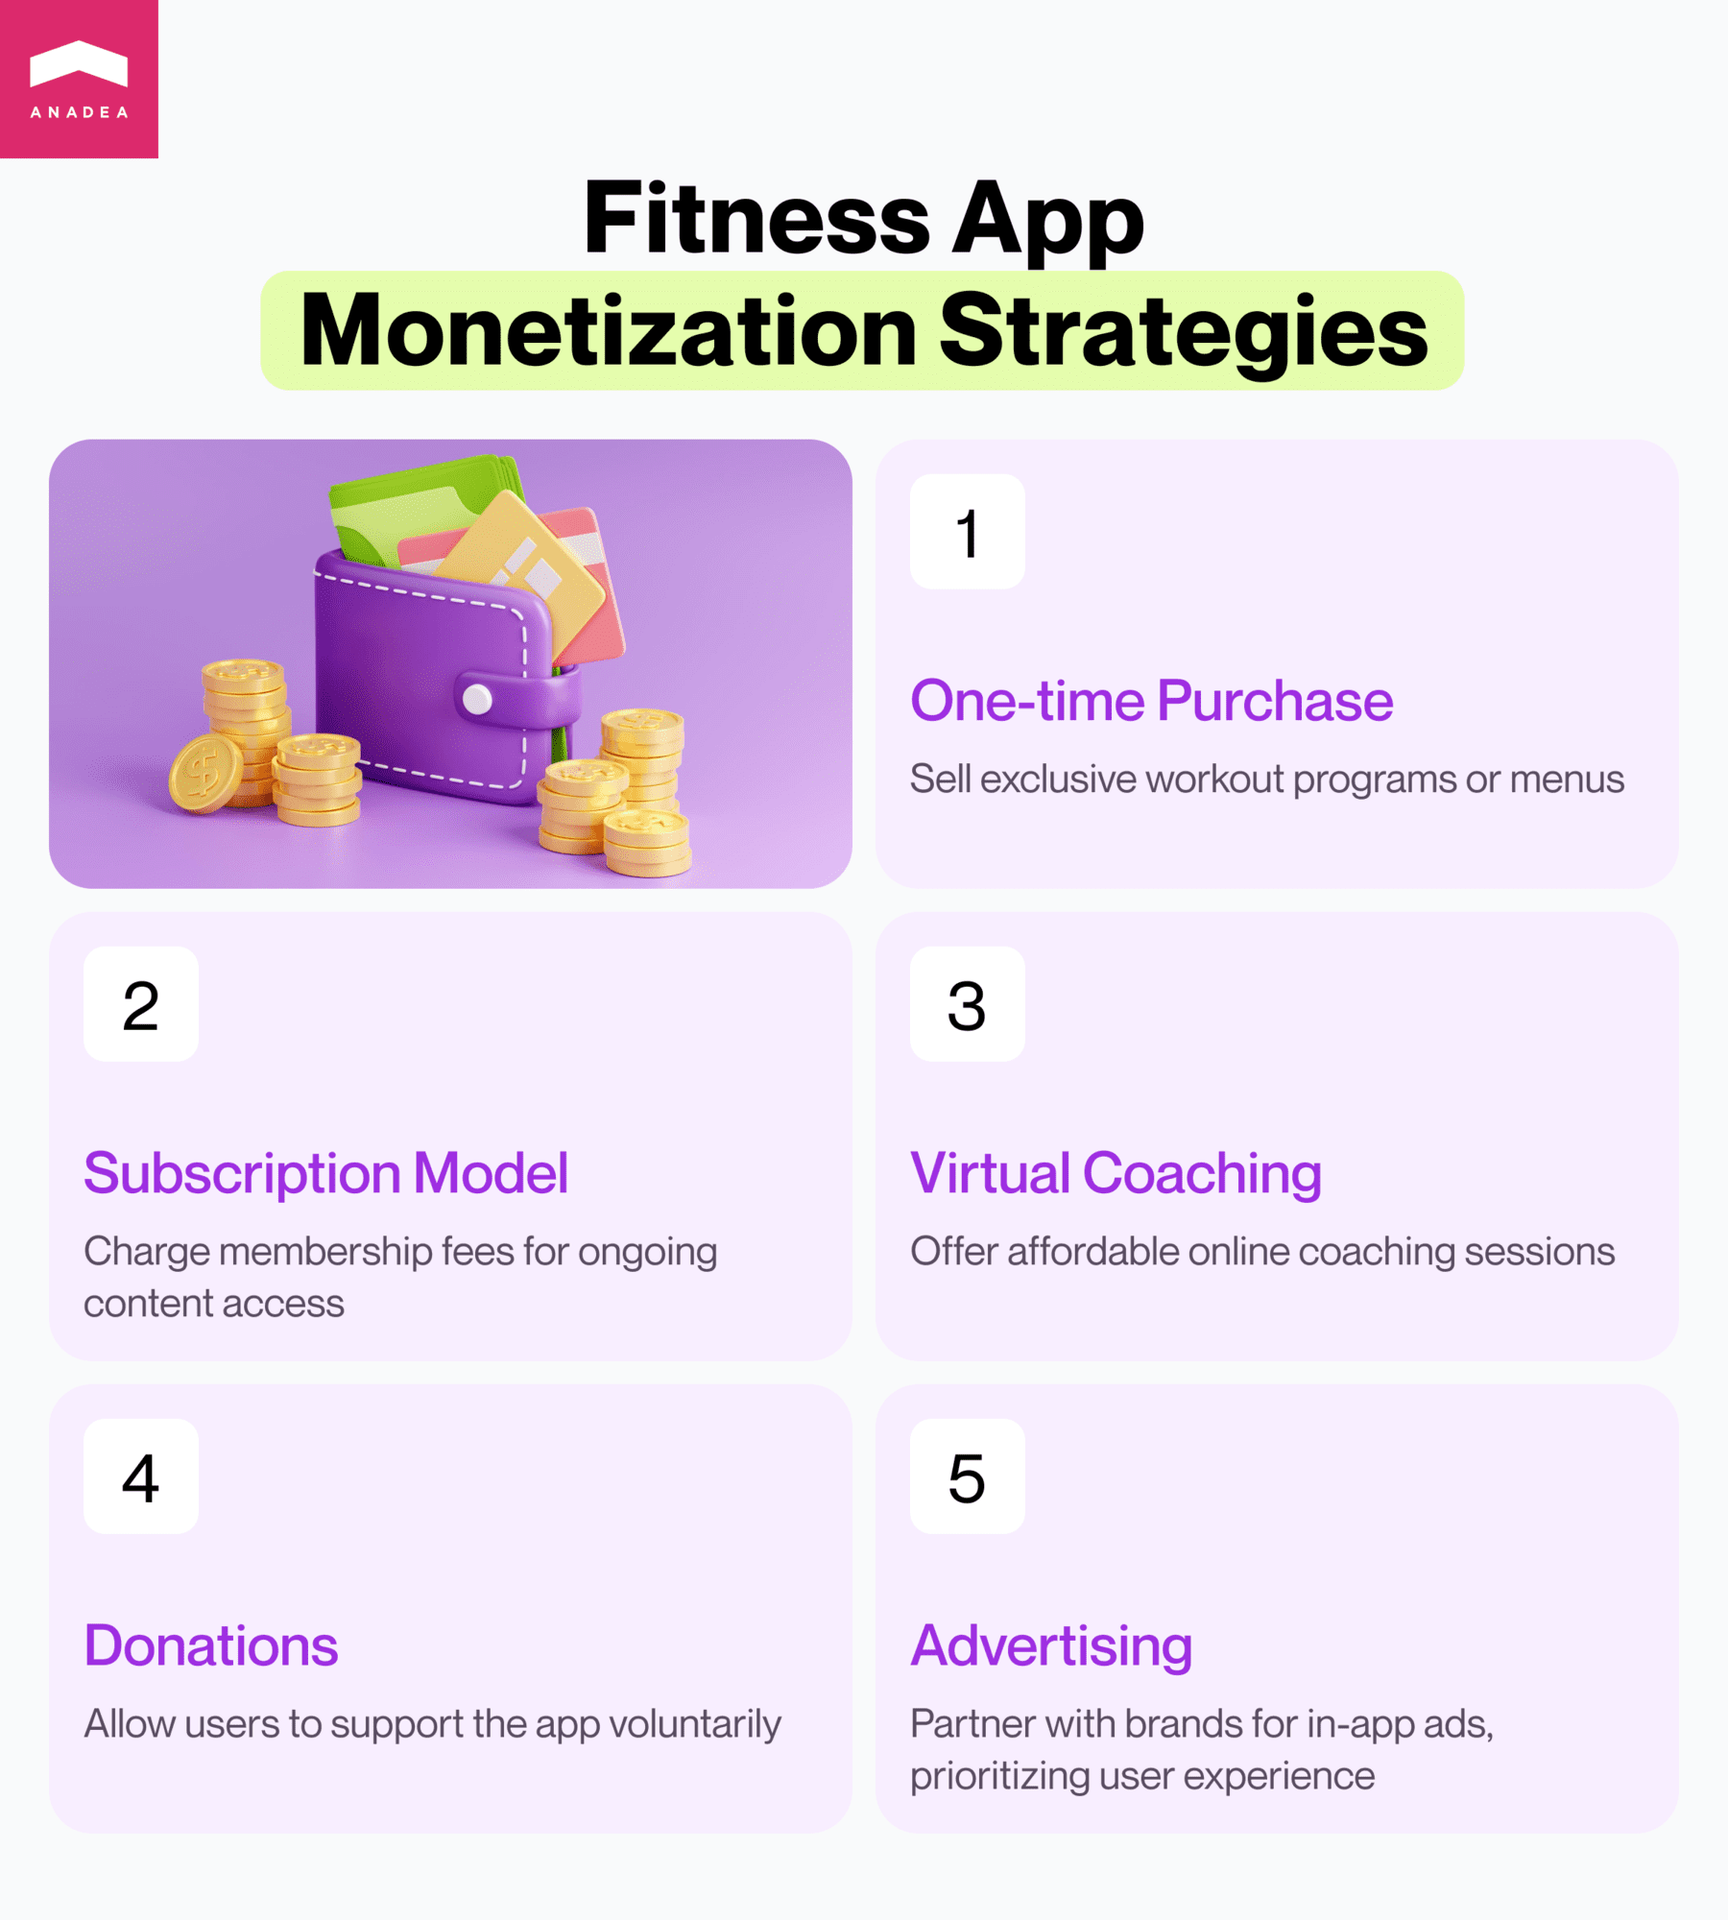 ANADEA
Fitness App
Monetization Strategies
1
One-time Purchase
Sell exclusive workout programs or menus
2
Subscription Model
Charge membership fees for ongoing
content access
3
Virtual Coaching
Offer affordable online coaching sessions
4
Donations
Allow users to support the app voluntarily
5
Advertising
Partner with brands for in-app ads,
prioritizing user experience